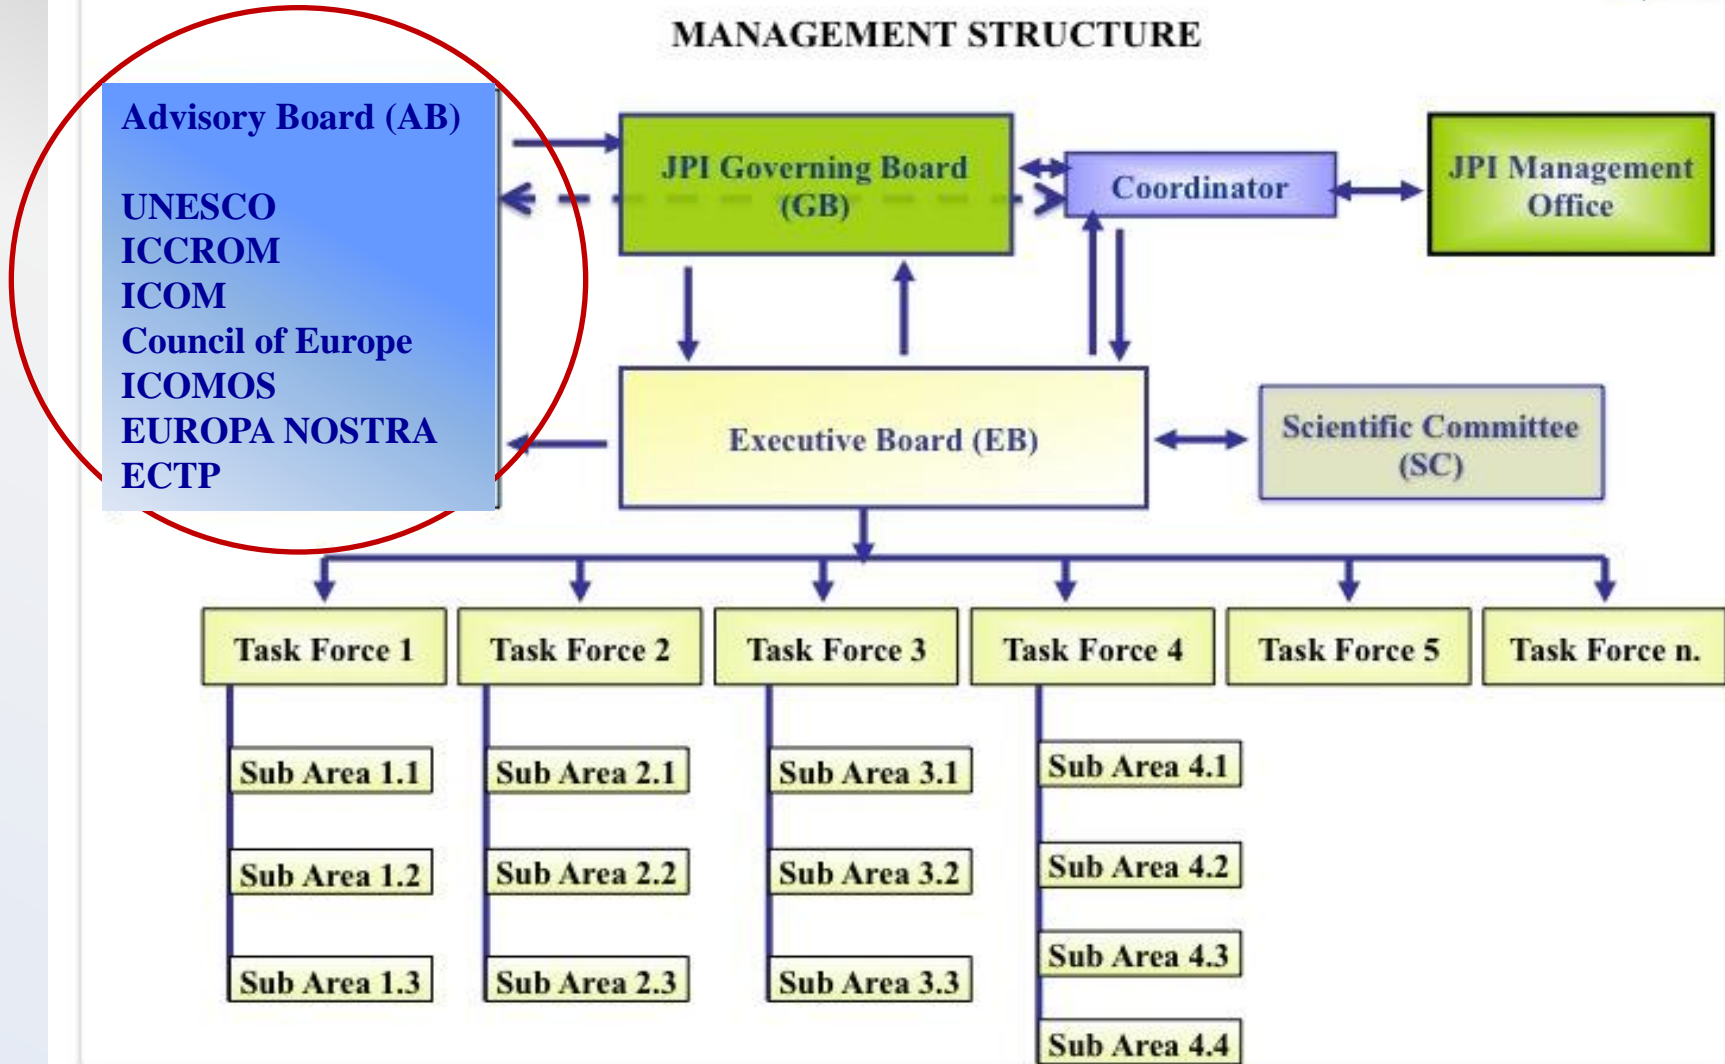 MANAGEMENT STRUCTURE
Advisory Board (AB)
UNESCO
ICCROM
ICOM
Council of Europe
ICOMOS
EUROPA NOSTRA
ECTP
JPI Governing Board
(GB)
Coordinator
JPI Management
Office
Executive Board (EB)
Scientific Committee
(SC)
Task Force 1
Task Force 2
Task Force 3
Task Force 4
Task Force 5
Task Force n.
Sub Area 1.1
Sub Area 2.1
Sub Area 3.1
Sub Area 4.1
Sub Area 1.2
Sub Area 2.2
Sub Area 3.2
Sub Area 4.2
Sub Area 1.3
Sub Area 2.3
Sub Area 3.3
Sub Area 4.3
Sub Area 4.4